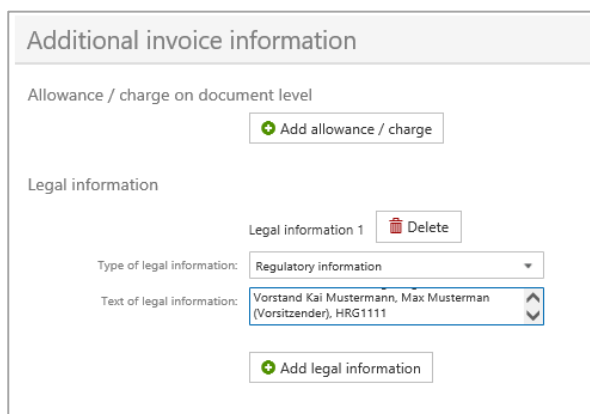 Additional invoice information
Allowance / charge on document level
Add allowance / charge
Legal information
Legal information 1
Delete
Type of legal information:
Regulatory information
Text of legal information:
Vorstand Kai Mustermann, Max Musterman
(Vorsitzender), HRG1111
Add legal information